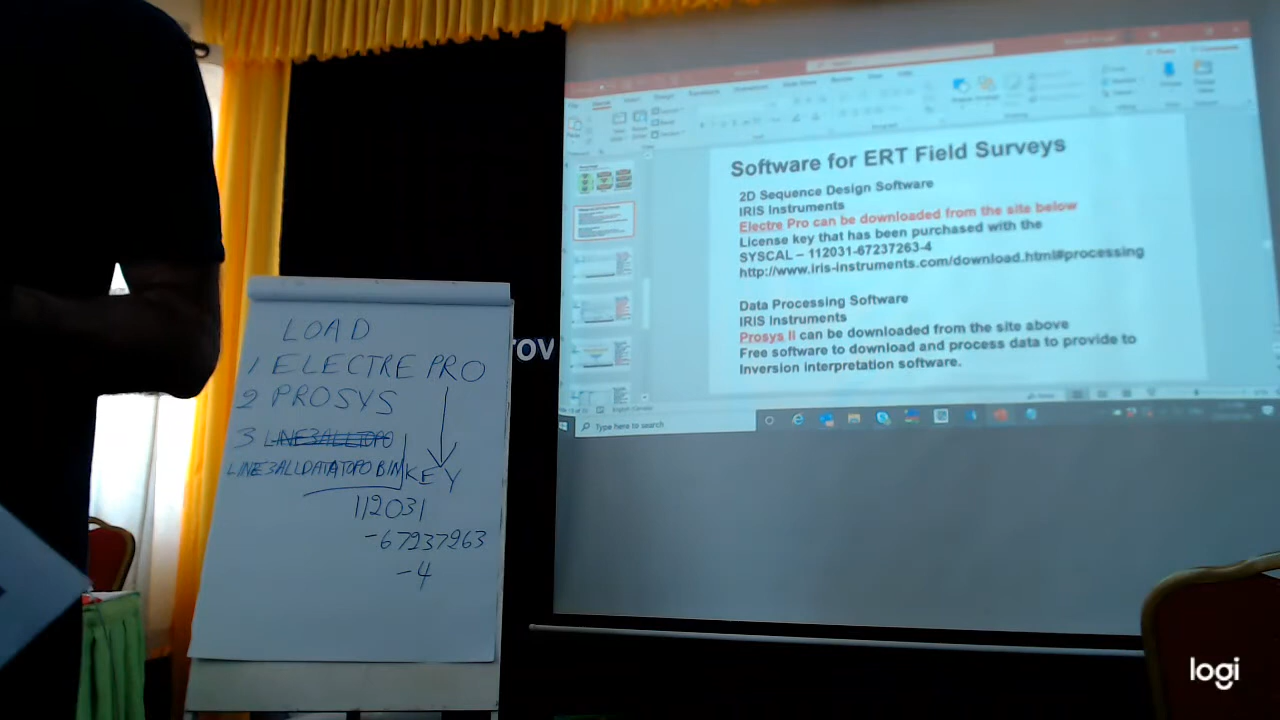 LOAD
1 ELECTRE PRO
2 PROSYS
3 LINE3ALLTOPO
LINE3ALLDATATOPO BIN
KEY
112031
-67237263
-4
rov
Software for ERT Field Surveys
2D Sequence Design Software
IRIS Instruments
Electre Pro can be downloaded from the site below
License key that has been purchased with the
SYSCAL – 112031-67237263-4
http://www.iris-instruments.com/download.html#processing
Data Processing Software
IRIS Instruments
Prosys II can be downloaded from the site above
Free software to download and process data to provide to
Inversion interpretation software.
Type here to search
logi